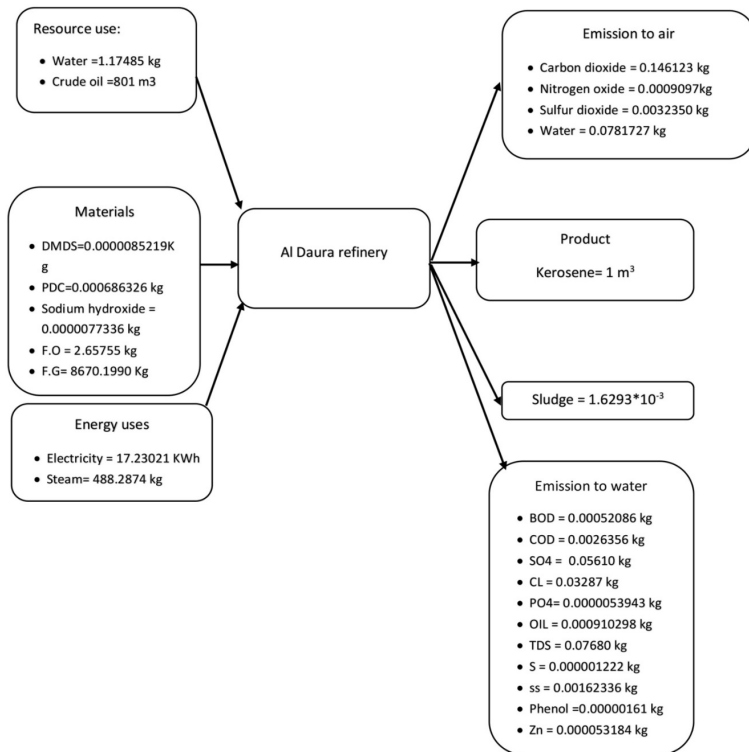 Resource use:
• Water =1.17485 kg
• Crude oil =801 m3
Materials
• DMDS=0.0000085219K
g
• PDC=0.000686326 kg
• Sodium hydroxide =
0.0000077336 kg
• F.O = 2.65755 kg
• F.G= 8670.1990 Kg
Energy uses
• Electricity = 17.23021 KWh
• Steam= 488.2874 kg
Al Daura refinery
Emission to air
• Carbon dioxide = 0.146123 kg
• Nitrogen oxide = 0.0009097kg
• Sulfur dioxide = 0.0032350 kg
• Water = 0.0781727 kg
Product
Kerosene= 1 m³
Sludge = 1.6293*10⁻³
Emission to water
• BOD = 0.00052086 kg
• COD = 0.0026356 kg
• SO4 = 0.05610 kg
• CL = 0.03287 kg
• PO4= 0.0000053943 kg
• OIL = 0.000910298 kg
• TDS = 0.07680 kg
• S = 0.000001222 kg
• ss = 0.00162336 kg
• Phenol =0.00000161 kg
• Zn = 0.000053184 kg